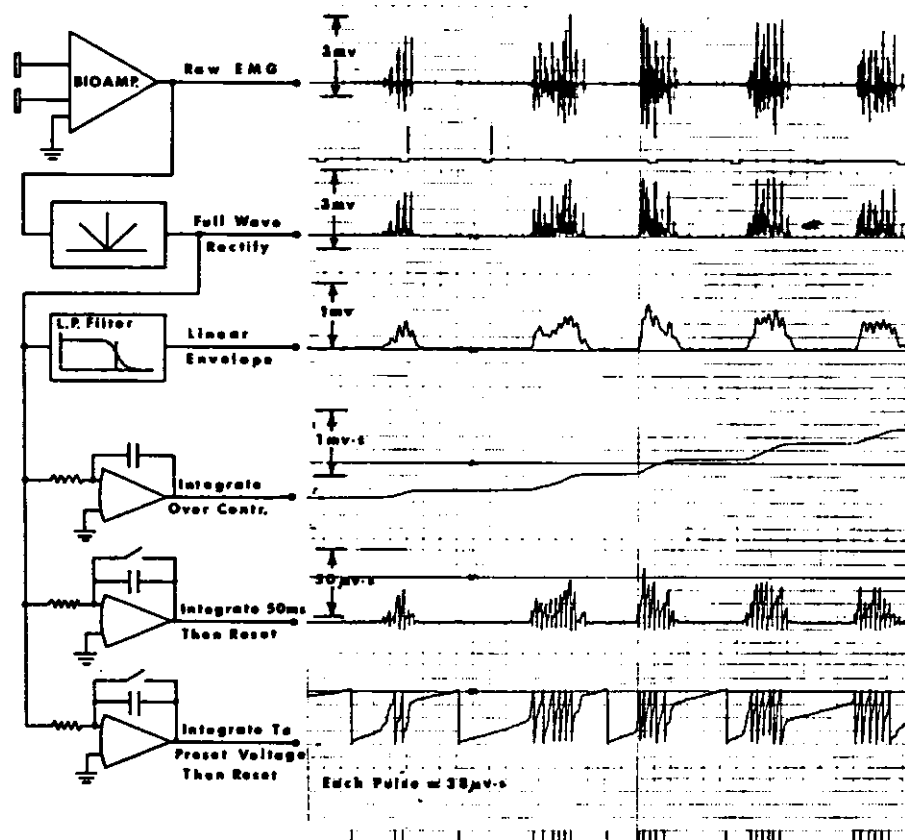 BIOAMP.
Raw EMG
3mv
Full Wave
Rectify
3mv
L.P. Filter
Linear
Envelope
1mv
Integrate
Over Contr.
1mv-s
Integrate 50ms
Then Reset
50μv-s
Integrate To
Preset Voltage
Then Reset
Each Pulse = 38μv-s